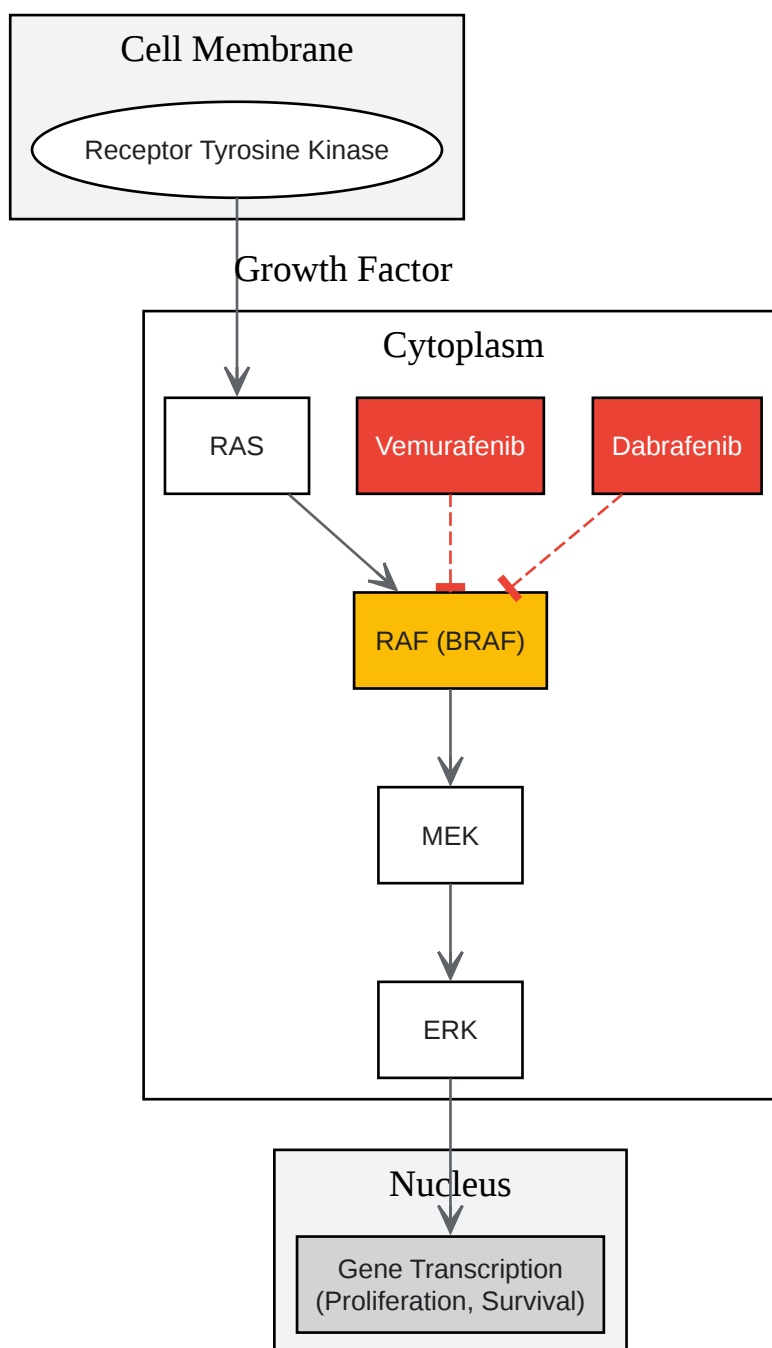 Cell Membrane
Receptor Tyrosine Kinase
Growth Factor
Cytoplasm
RAS
Vemurafenib
Dabrafenib
RAF (BRAF)
MEK
ERK
Nucleus
Gene Transcription
(Proliferation, Survival)